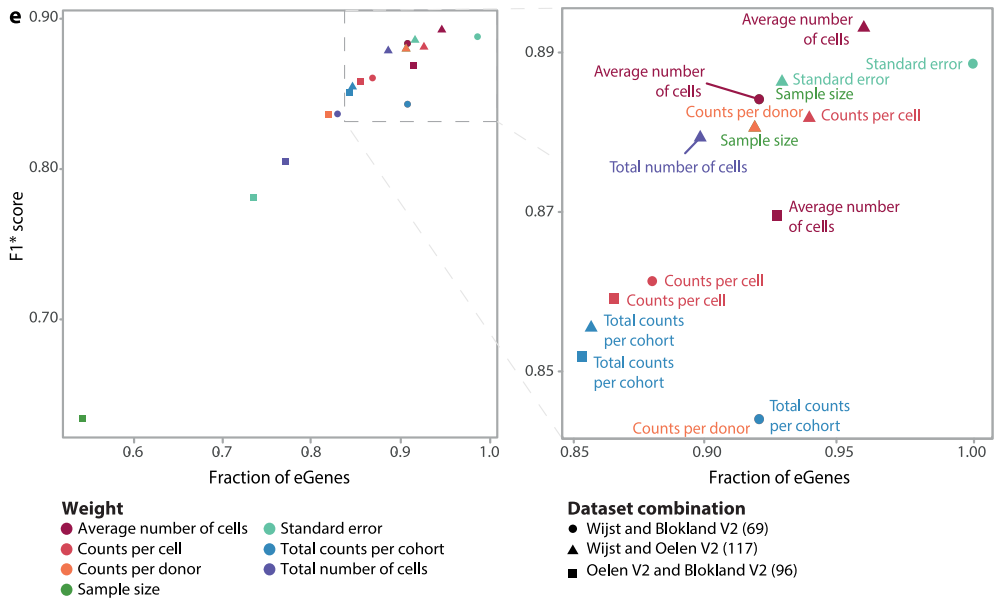 e
0.90
0.80
0.70
F1* score
0.6
0.7
0.8
0.9
1.0
Fraction of eGenes
Average number
of cells
Standard error
Average number
of cells
Standard error
Sample size
Counts per donor
Counts per cell
Sample size
Total number of cells
Average number
of cells
Counts per cell
Counts per cell
Total counts
per cohort
Total counts
per cohort
Total counts
per cohort
Counts per donor
0.89
0.87
0.85
0.85
0.90
0.95
1.00
Fraction of eGenes
Weight
Average number of cells
Counts per cell
Counts per donor
Sample size
Standard error
Total counts per cohort
Total number of cells
Dataset combination
Wijst and Blokland V2 (69)
Wijst and Oelen V2 (117)
Oelen V2 and Blokland V2 (96)